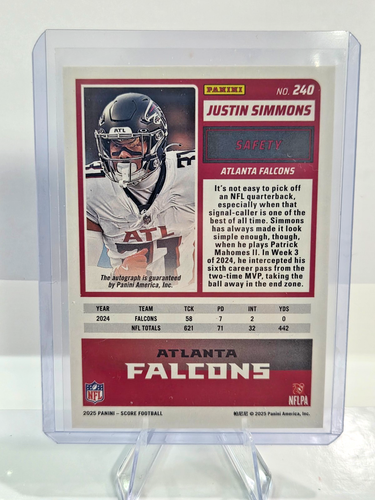 PANINI
NO. 240
JUSTIN SIMMONS
SAFETY
ATLANTA FALCONS
It's not easy to pick off
an NFL quarterback,
especially when that
signal-caller is one of the
best of all time. Simmons
has always made it look
simple enough, though,
when he plays Patrick
Mahomes II. In Week 3
of 2024, he intercepted his
sixth career pass from the
two-time MVP, taking the
ball away in the end zone.
ATL
ATL
The autograph is guaranteed
by Panini America, Inc.
YEAR TEAM TCK PD INT YDS
2024 FALCONS 58 7 2 0
NFL TOTALS 621 71 32 442
ATLANTA
FALCONS
NFL
NFLPA
2025 PANINI – SCORE FOOTBALL
© 2025 Panini America, Inc.